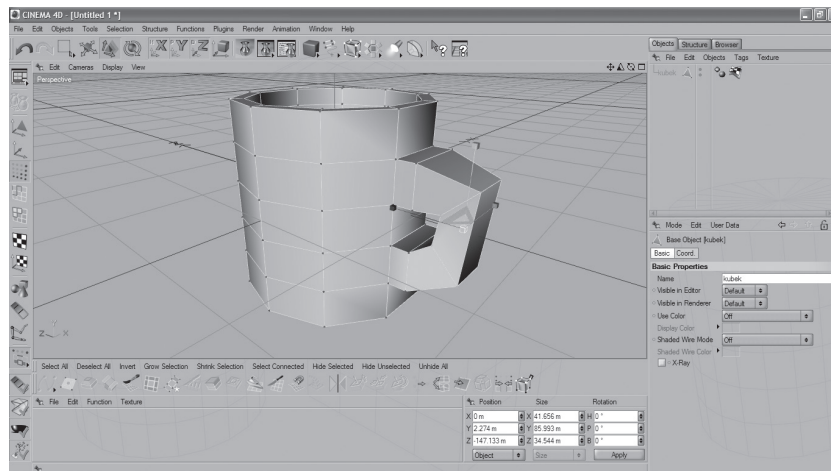 CINEMA 4D - [Untitled 1 *]
File Edit Objects Tools Selection Structure Functions Plugins Render Animation Window Help
Edit Cameras Display View
Perspective
Z X
Objects Structure Browser
File Edit Objects Tags Texture
kubek
Mode Edit User Data
Base Object [kubek]
Basic Coord.
Basic Properties
Name kubek
Visible in Editor Default
Visible in Renderer Default
Use Color Off
Display Color
Shaded Wire Mode Off
Shaded Wire Color
X-Ray
Select All Deselect All Invert Grow Selection Shrink Selection Select Connected Hide Selected Hide Unselected Unhide All
File Edit Function Texture
Position Size Rotation
X 0 m X 41.656 m H 0 °
Y 2.274 m Y 85.993 m P 0 °
Z -147.133 m Z 34.544 m B 0 °
Object Size Apply